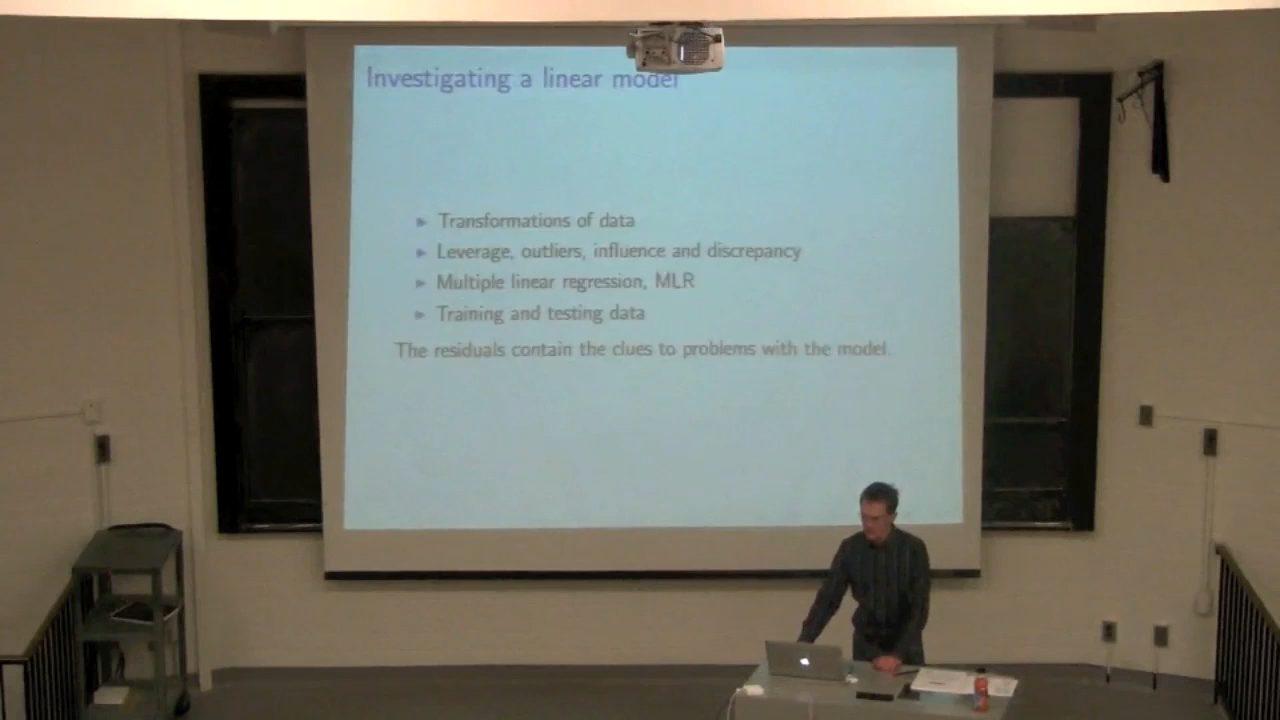 Investigating a linear model
Transformations of data
Leverage, outliers, influence and discrepancy
Multiple linear regression, MLR
Training and testing data
The residuals contain the clues to problems with the model.